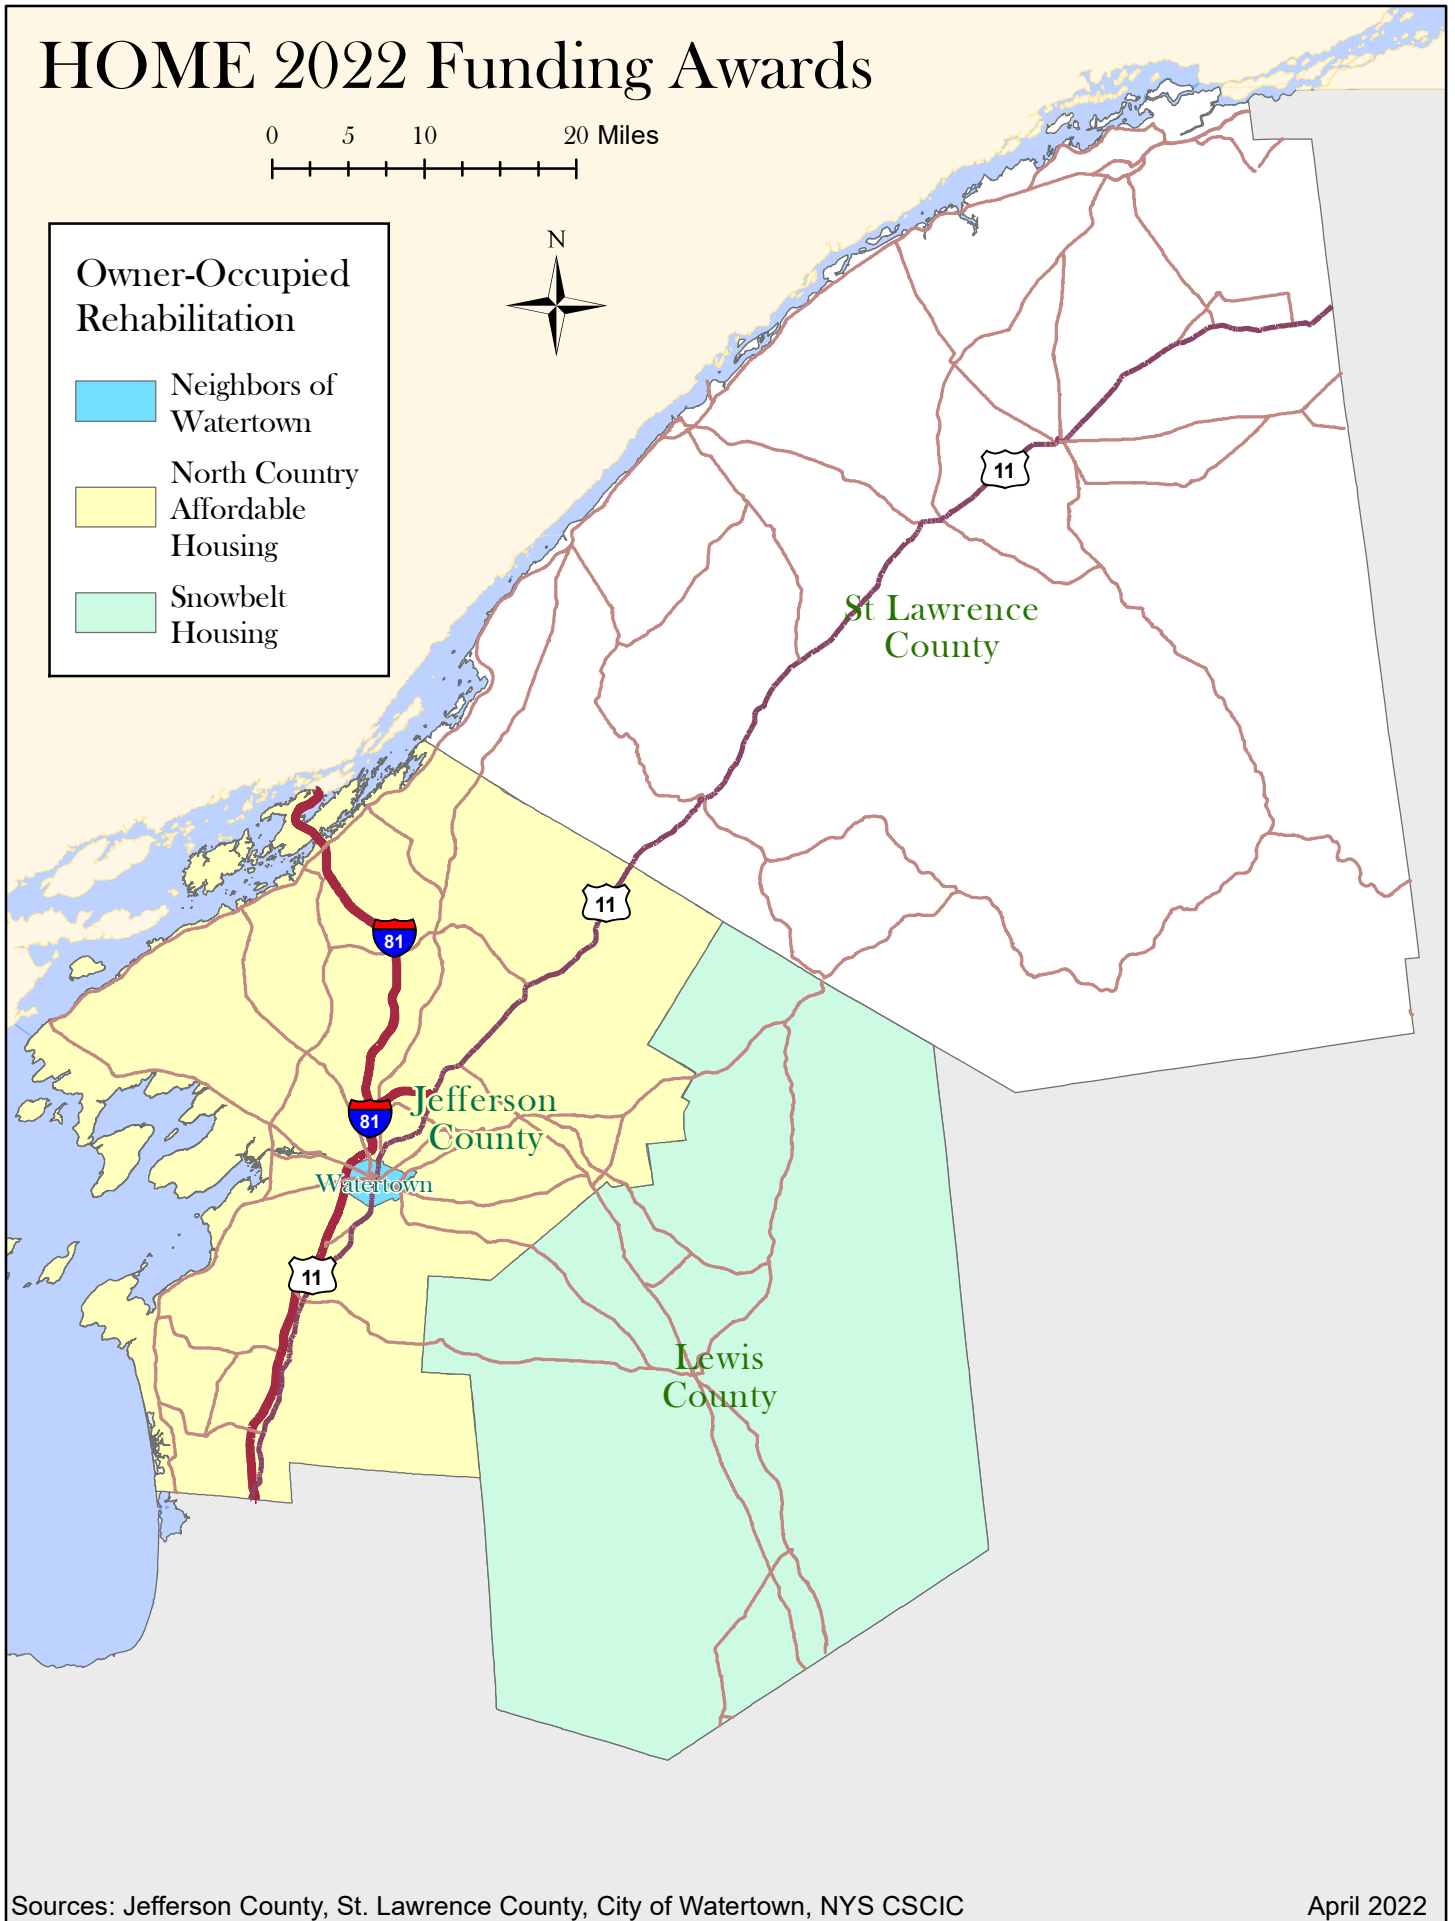 HOME 2022 Funding Awards
0 5 10 20 Miles
N
Owner-Occupied
Rehabilitation
Neighbors of
Watertown
North Country
Affordable
Housing
Snowbelt
Housing
11
St Lawrence
County
11
81
81
Jefferson
County
Watertown
11
Lewis
County
Sources: Jefferson County, St. Lawrence County, City of Watertown, NYS CSCIC
April 2022